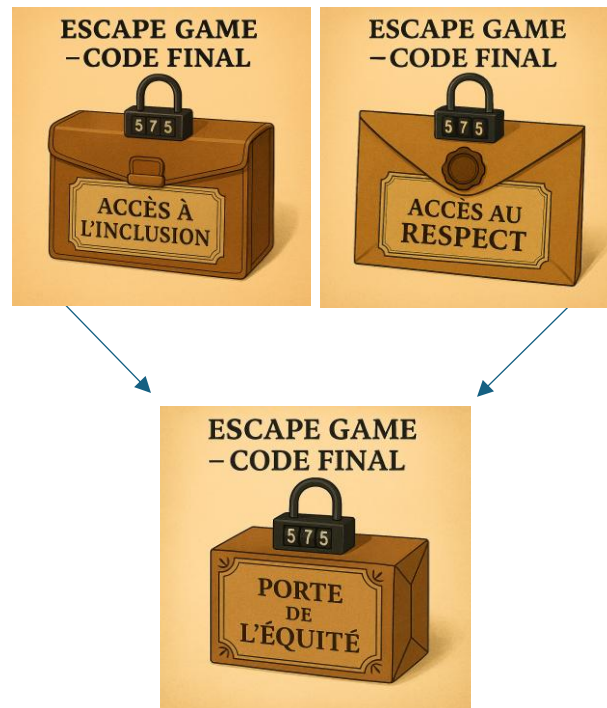 ESCAPE GAME
– CODE FINAL
575
ACCÈS À
L'INCLUSION
ESCAPE GAME
– CODE FINAL
575
ACCÈS AU
RESPECT
ESCAPE GAME
– CODE FINAL
575
PORTE
DE
L'ÉQUITÉ